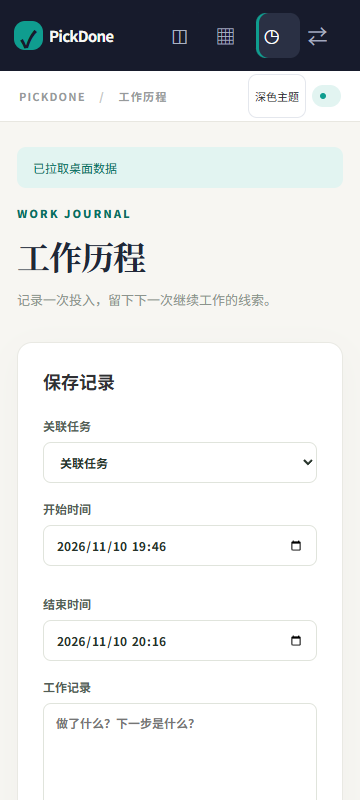 PickDone
PICKDONE / 工作历程
深色主题
已拉取桌面数据
WORK JOURNAL
工作历程
记录一次投入，留下下一次继续工作的线索。
保存记录
关联任务
关联任务
开始时间
2026/11/10 19:46
结束时间
2026/11/10 20:16
工作记录
做了什么？下一步是什么？